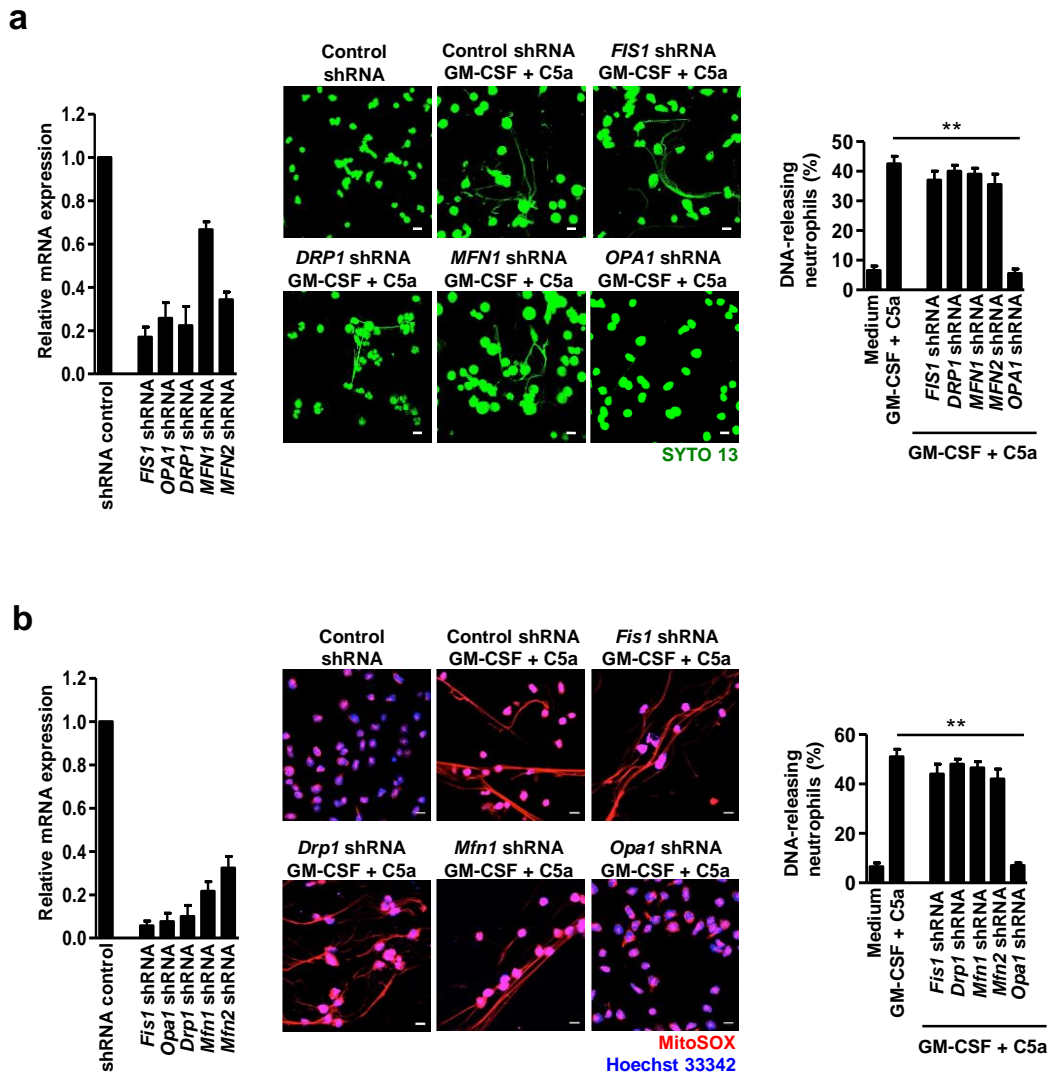 a
Control
shRNA
Control shRNA
GM-CSF + C5a
FIS1 shRNA
GM-CSF + C5a
DRP1 shRNA
GM-CSF + C5a
MFN1 shRNA
GM-CSF + C5a
OPA1 shRNA
GM-CSF + C5a
SYTO 13
Relative mRNA expression
1.2
1.0
0.8
0.6
0.4
0.2
0.0
shRNA control
FIS1 shRNA
OPA1 shRNA
DRP1 shRNA
MFN1 shRNA
MFN2 shRNA
DNA-releasing
neutrophils (%)
50
40
30
20
10
0
**
Medium
GM-CSF + C5a
FIS1 shRNA
DRP1 shRNA
MFN1 shRNA
MFN2 shRNA
OPA1 shRNA
GM-CSF + C5a
b
Control
shRNA
Control shRNA
GM-CSF + C5a
Fis1 shRNA
GM-CSF + C5a
Drp1 shRNA
GM-CSF + C5a
Mfn1 shRNA
GM-CSF + C5a
Opa1 shRNA
GM-CSF + C5a
MitoSOX
Hoechst 33342
Relative mRNA expression
1.2
1.0
0.8
0.6
0.4
0.2
0.0
shRNA control
Fis1 shRNA
Opa1 shRNA
Drp1 shRNA
Mfn1 shRNA
Mfn2 shRNA
DNA-releasing
neutrophils (%)
60
40
20
0
**
Medium
GM-CSF + C5a
Fis1 shRNA
Drp1 shRNA
Mfn1 shRNA
Mfn2 shRNA
Opa1 shRNA
GM-CSF + C5a